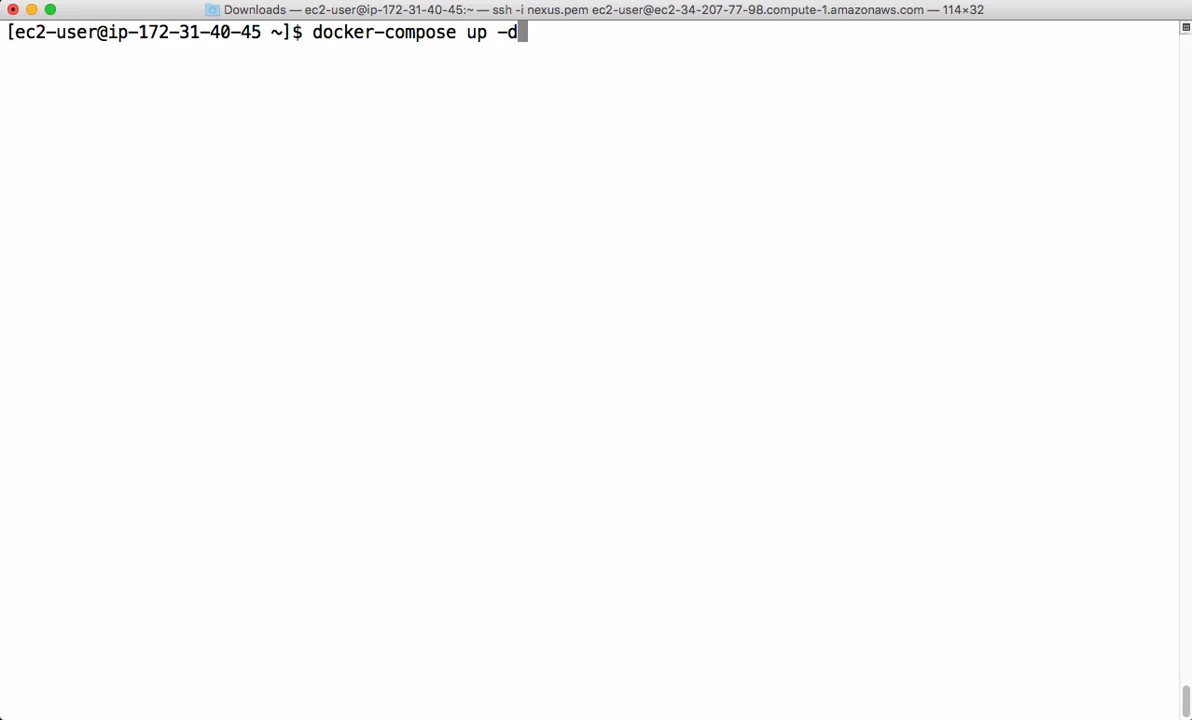 Downloads — ec2-user@ip-172-31-40-45:~ — ssh -i nexus.pem ec2-user@ec2-34-207-77-98.compute-1.amazonaws.com — 114×32
[ec2-user@ip-172-31-40-45 ~]$ docker-compose up -d